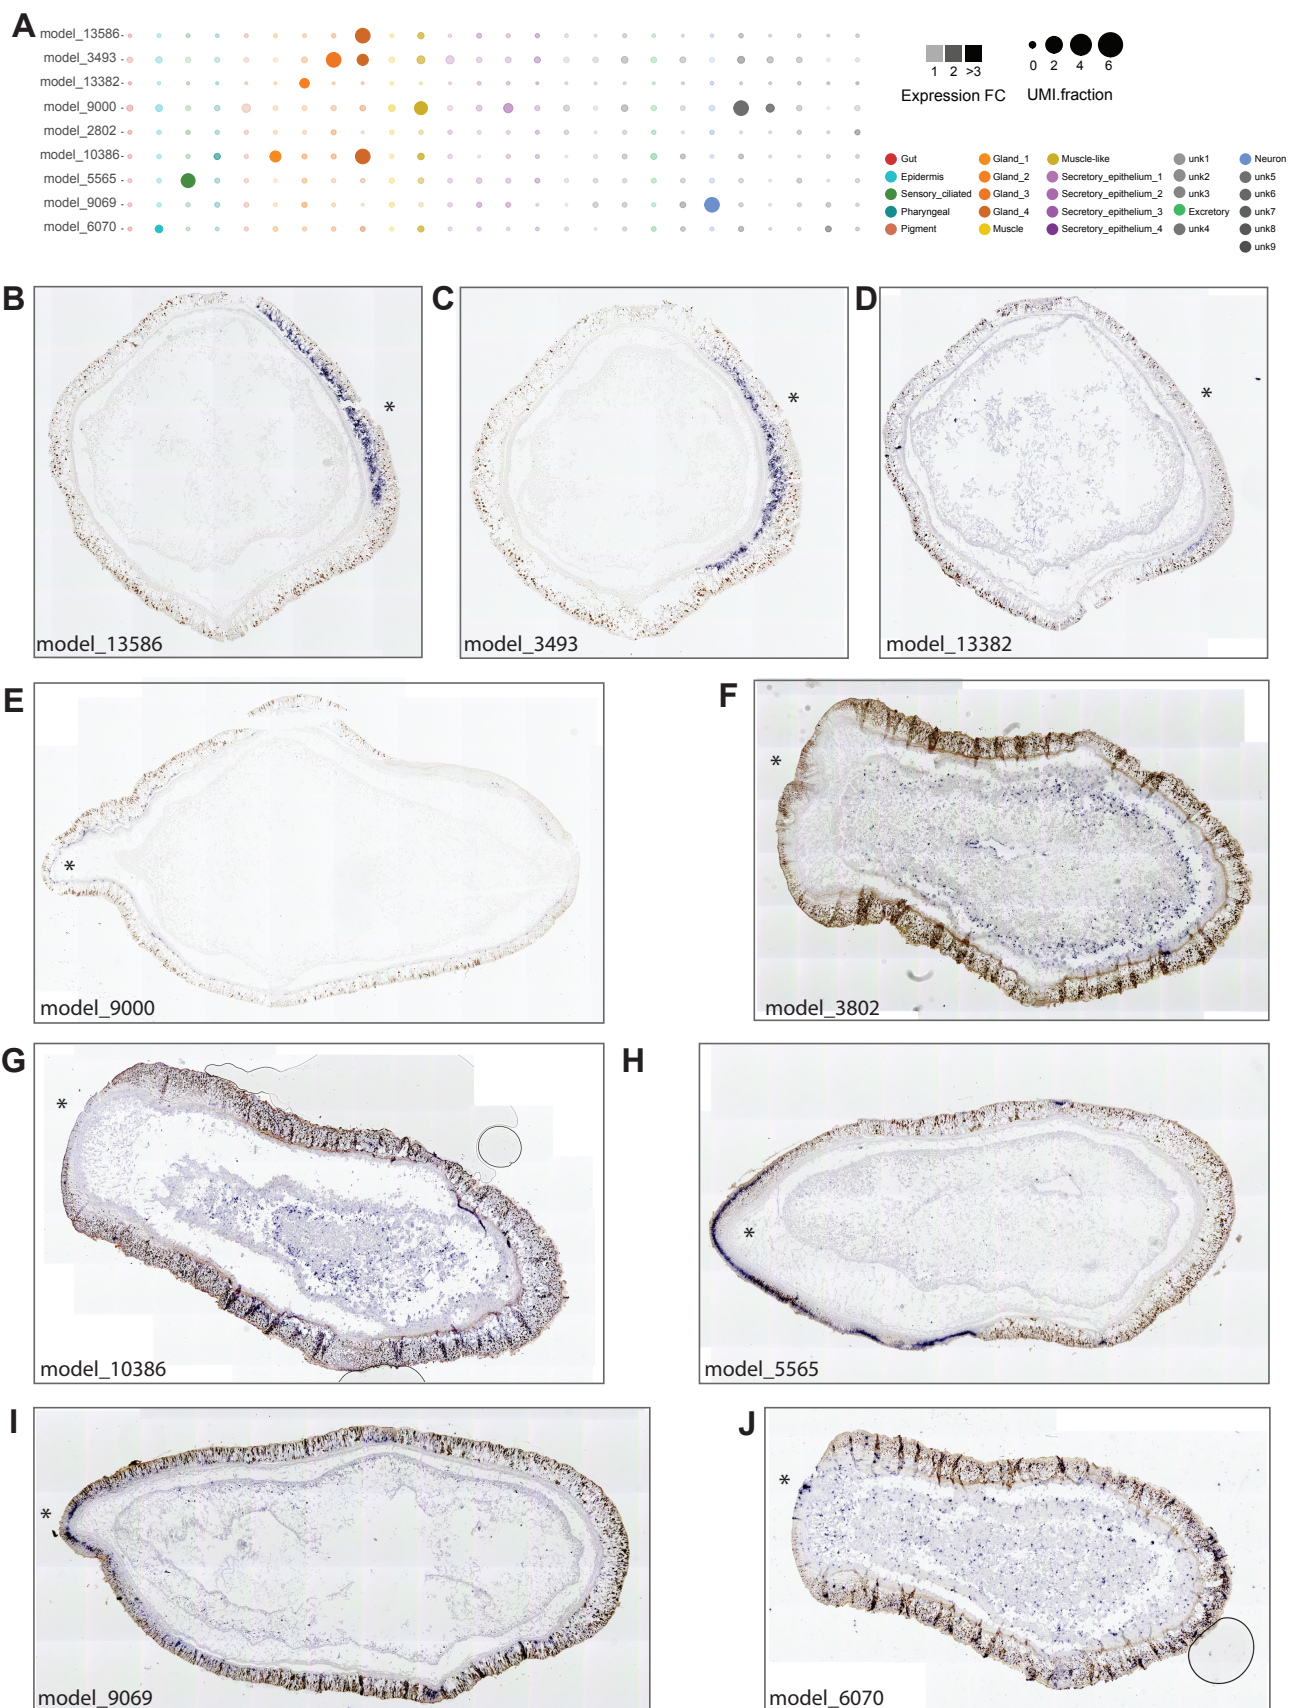 A
model_13586
model_3493
model_13382
model_9000
model_2802
model_10386
model_5565
model_9069
model_6070
1 2 >3
Expression FC
0 2 4 6
UMI.fraction
Gut Gland_1 Muscle-like unk1 Neuron
Epidermis Gland_2 Secretory_epithelium_1 unk2 unk5
Sensory_ciliated Gland_3 Secretory_epithelium_2 unk3 unk6
Pharyngeal Gland_4 Secretory_epithelium_3 Excretory unk7
Pigment Muscle Secretory_epithelium_4 unk4 unk8
unk9
B
*
model_13586
C
*
model_3493
D
*
model_13382
E
*
model_9000
F
*
model_3802
G
*
model_10386
H
*
model_5565
I
*
model_9069
J
*
model_6070